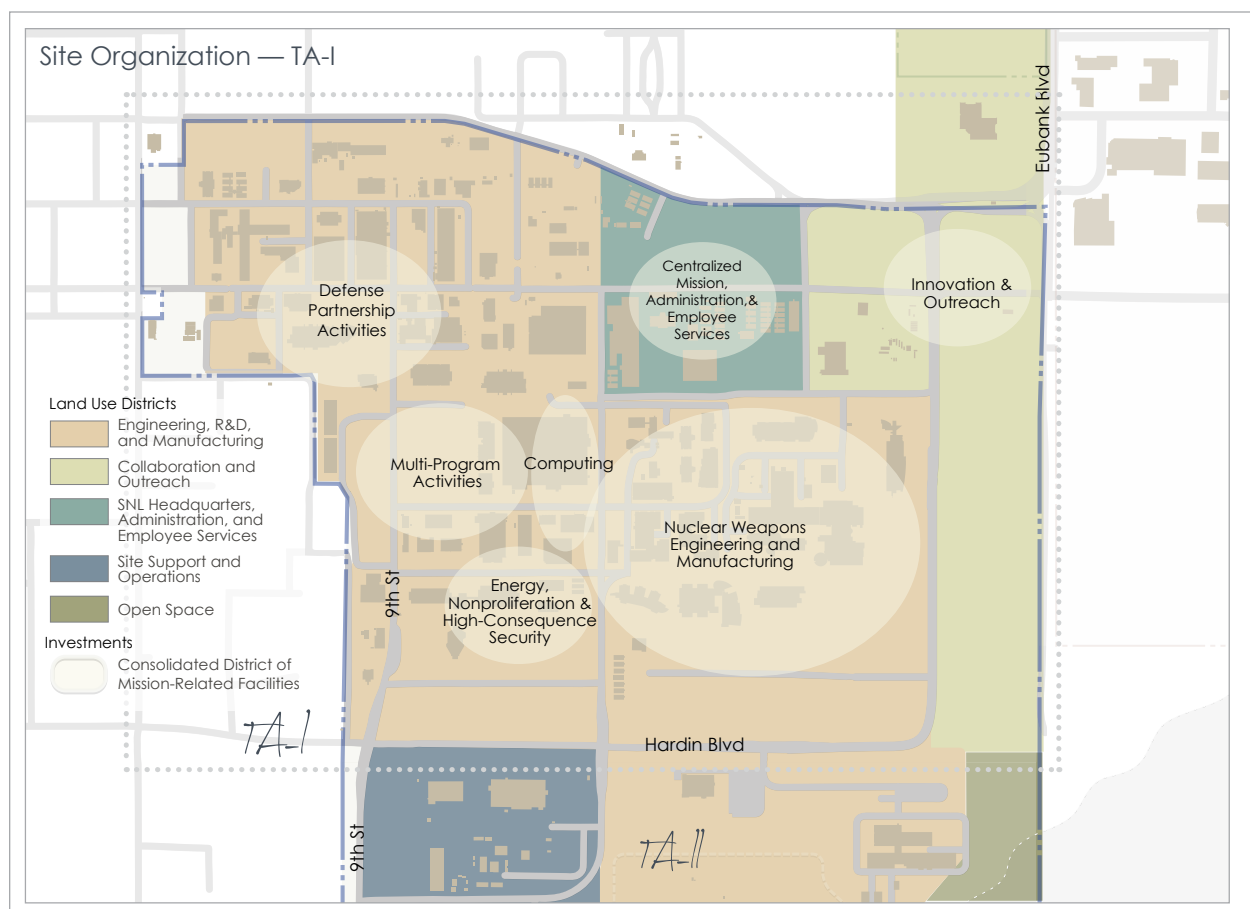 Site Organization — TA-I
Eubank Blvd
Defense
Partnership
Activities
Centralized
Mission,
Administration,&
Employee
Services
Innovation &
Outreach
Multi-Program
Activities
Computing
Nuclear Weapons
Engineering and
Manufacturing
Energy,
Nonproliferation &
High-Consequence
Security
9th St
Land Use Districts
Engineering, R&D,
and Manufacturing
Collaboration and
Outreach
SNL Headquarters,
Administration, and
Employee Services
Site Support and
Operations
Open Space
Investments
Consolidated District of
Mission-Related Facilities
TA-I
Hardin Blvd
9th St
TA-II